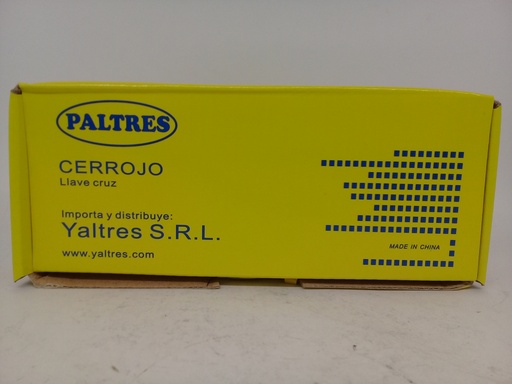 PALTRES
CERROJO
Llave cruz
Importa y distribuye:
Yaltres S.R.L.
www.yaltres.com
MADE IN CHINA